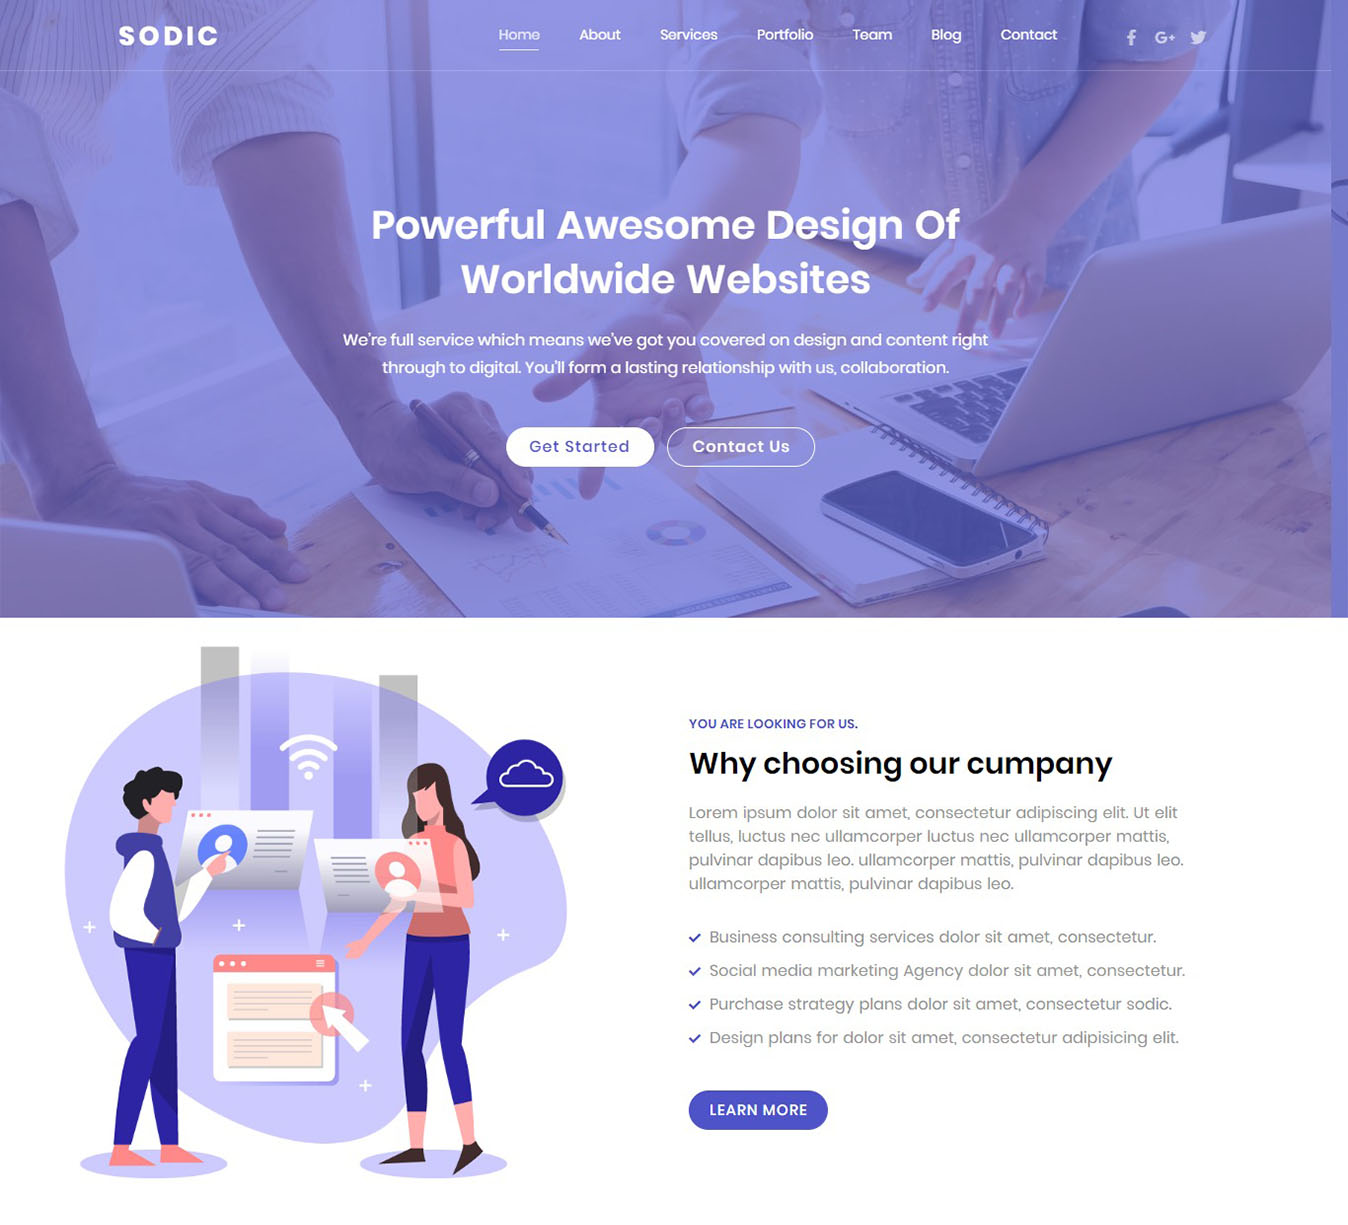 SODIC
Home About Services Portfolio Team Blog Contact
Powerful Awesome Design Of
Worldwide Websites
We're full service which means we've got you covered on design and content right
through to digital. You'll form a lasting relationship with us, collaboration.
Get Started Contact Us
YOU ARE LOOKING FOR US.
Why choosing our cumpany
Lorem ipsum dolor sit amet, consectetur adipiscing elit. Ut elit
tellus, luctus nec ullamcorper luctus nec ullamcorper mattis,
pulvinar dapibus leo. ullamcorper mattis, pulvinar dapibus leo.
ullamcorper mattis, pulvinar dapibus leo.
Business consulting services dolor sit amet, consectetur.
Social media marketing Agency dolor sit amet, consectetur.
Purchase strategy plans dolor sit amet, consectetur sodic.
Design plans for dolor sit amet, consectetur adipisicing elit.
LEARN MORE